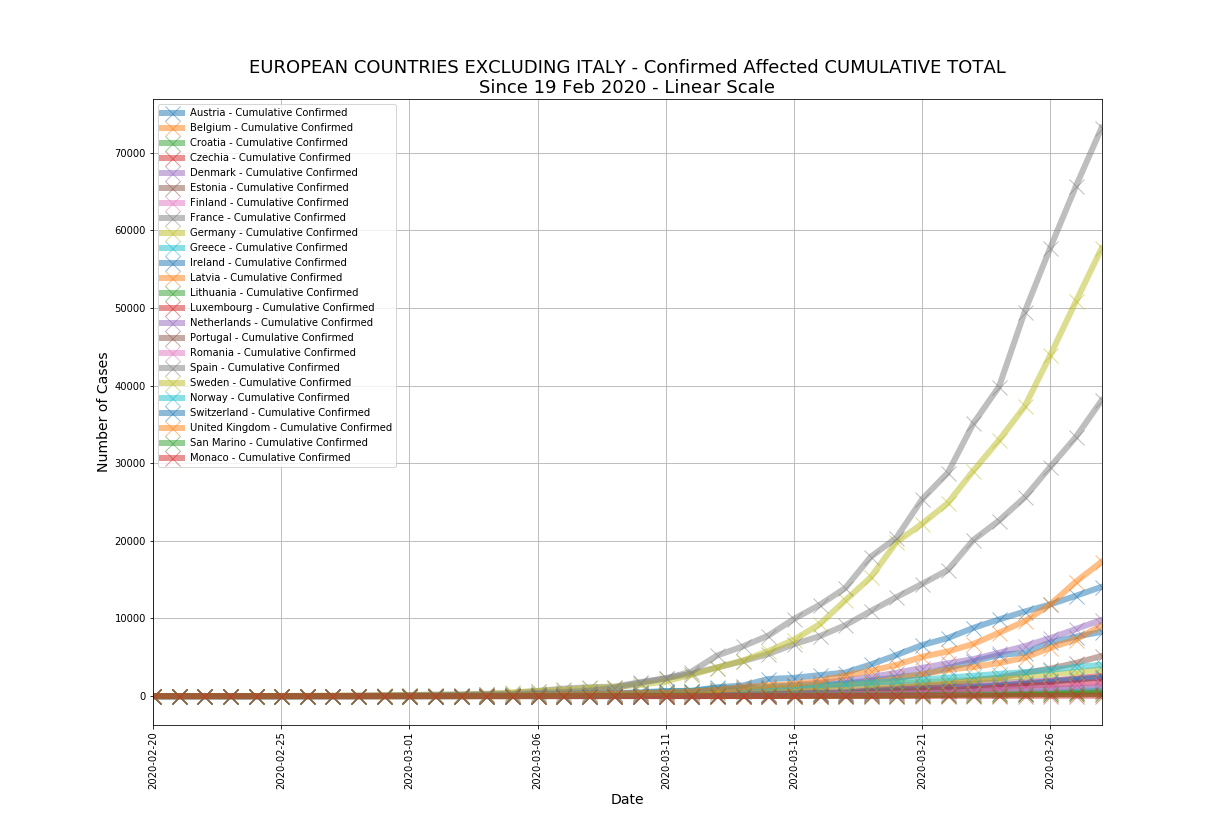 EUROPEAN COUNTRIES EXCLUDING ITALY - Confirmed Affected CUMULATIVE TOTAL
Since 19 Feb 2020 - Linear Scale
Austria - Cumulative Confirmed
Belgium - Cumulative Confirmed
Croatia - Cumulative Confirmed
Czechia - Cumulative Confirmed
Denmark - Cumulative Confirmed
Estonia - Cumulative Confirmed
Finland - Cumulative Confirmed
France - Cumulative Confirmed
Germany - Cumulative Confirmed
Greece - Cumulative Confirmed
Ireland - Cumulative Confirmed
Latvia - Cumulative Confirmed
Lithuania - Cumulative Confirmed
Luxembourg - Cumulative Confirmed
Netherlands - Cumulative Confirmed
Portugal - Cumulative Confirmed
Romania - Cumulative Confirmed
Spain - Cumulative Confirmed
Sweden - Cumulative Confirmed
Norway - Cumulative Confirmed
Switzerland - Cumulative Confirmed
United Kingdom - Cumulative Confirmed
San Marino - Cumulative Confirmed
Monaco - Cumulative Confirmed
Number of Cases
70000
60000
50000
40000
30000
20000
10000
0
2020-02-20
2020-02-25
2020-03-01
2020-03-06
2020-03-11
2020-03-16
2020-03-21
2020-03-26
Date